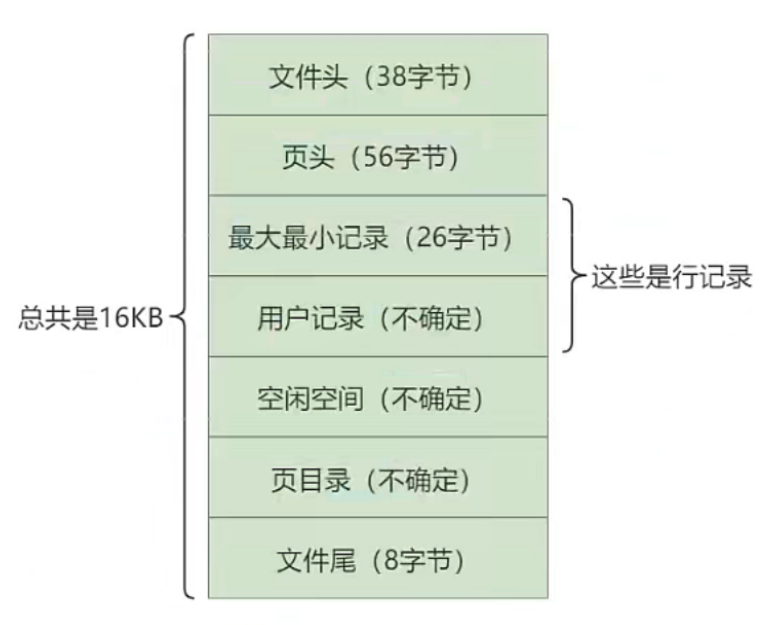 文件头（38字节）
页头（56字节）
最大最小记录（26字节）
这些是行记录
用户记录（不确定）
总共是16KB
空闲空间（不确定）
页目录（不确定）
文件尾（8字节）